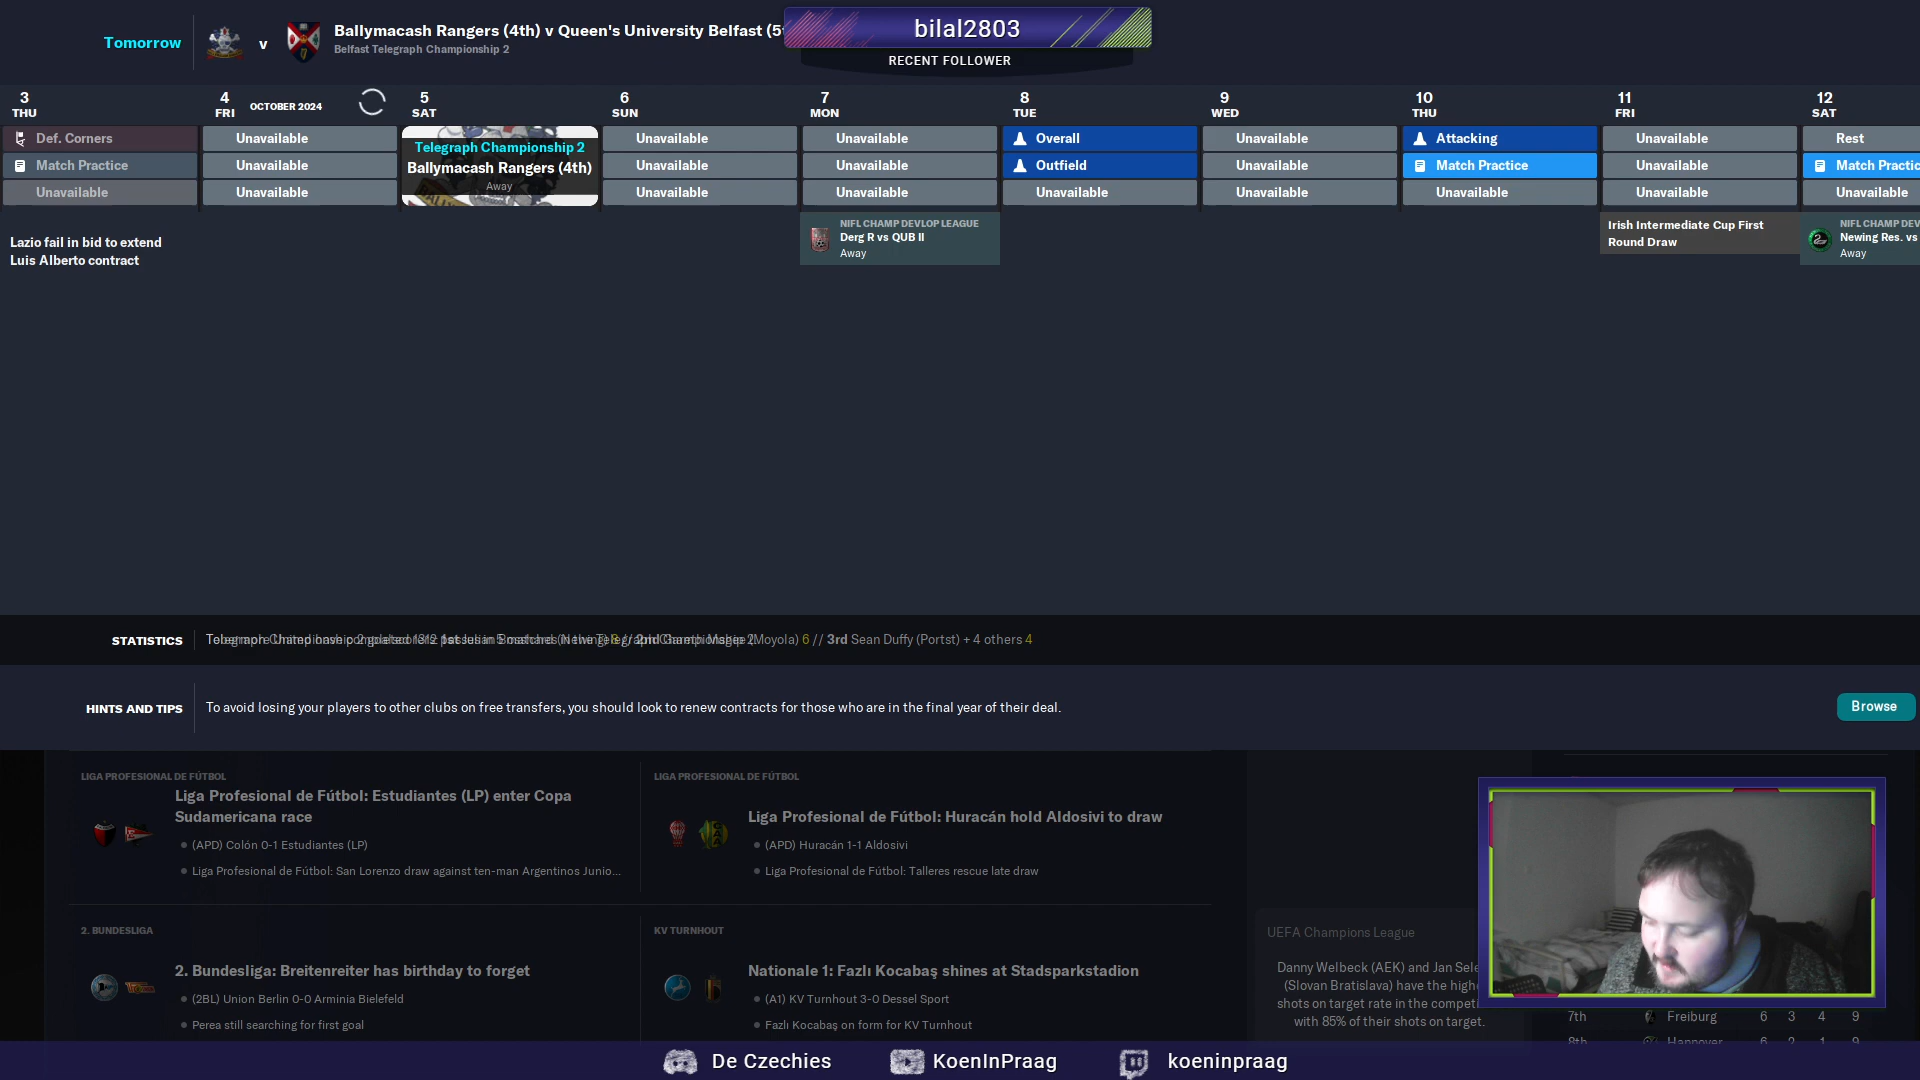 Tomorrow
v
Ballymacash Rangers (4th) v Queen's University Belfast
Belfast Telegraph Championship 2
bilal2803
RECENT FOLLOWER
3
THU
4
FRI
OCTOBER 2024
5
SAT
6
SUN
7
MON
8
TUE
9
WED
10
THU
11
FRI
12
SAT
Def. Corners
Unavailable
Telegraph Championship 2
Unavailable
Unavailable
Overall
Unavailable
Attacking
Unavailable
Rest
Match Practice
Unavailable
Ballymacash Rangers (4th)
Unavailable
Unavailable
Outfield
Unavailable
Match Practice
Unavailable
Match Practic
Unavailable
Unavailable
Away
Unavailable
Unavailable
Unavailable
Unavailable
Unavailable
Unavailable
Unavailable
Lazio fail in bid to extend
Luis Alberto contract
NIFL CHAMP DEVLOP LEAGUE
Derg R vs QUB II
Away
Irish Intermediate Cup First
Round Draw
NIFL CHAMP DEV
Newing Res. vs
Away
STATISTICS
(Moyola) 6 // 3rd Sean Duffy (Portst) + 4 others 4
HINTS AND TIPS
To avoid losing your players to other clubs on free transfers, you should look to renew contracts for those who are in the final year of their deal.
Browse
LIGA PROFESIONAL DE FÚTBOL
Liga Profesional de Fútbol: Estudiantes (LP) enter Copa
Sudamericana race
(APD) Colón 0-1 Estudiantes (LP)
Liga Profesional de Fútbol: San Lorenzo draw against ten-man Argentinos Junio...
LIGA PROFESIONAL DE FÚTBOL
Liga Profesional de Fútbol: Huracán hold Aldosivi to draw
(APD) Huracán 1-1 Aldosivi
Liga Profesional de Fútbol: Talleres rescue late draw
2. BUNDESLIGA
2. Bundesliga: Breitenreiter has birthday to forget
(2BL) Union Berlin 0-0 Arminia Bielefeld
Perea still searching for first goal
KV TURNHOUT
Nationale 1: Fazlı Kocabaş shines at Stadsparkstadion
(A1) KV Turnhout 3-0 Dessel Sport
Fazlı Kocabaş on form for KV Turnhout
UEFA Champions League
Danny Welbeck (AEK) and Jan Sele
(Slovan Bratislava) have the high
shots on target rate in the competi
with 85% of their shots on target.
7th Freiburg 6 3 4 9
8th Hannover 6 2 1 9
De Czechies
KoenInPraag
koeninpraag